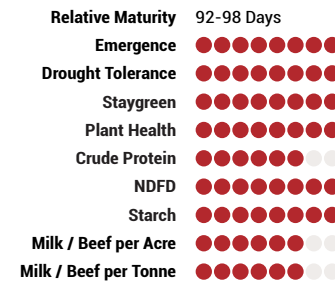 Relative Maturity 92-98 Days
Emergence
Drought Tolerance
Staygreen
Plant Health
Crude Protein
NDFD
Starch
Milk / Beef per Acre
Milk / Beef per Tonne